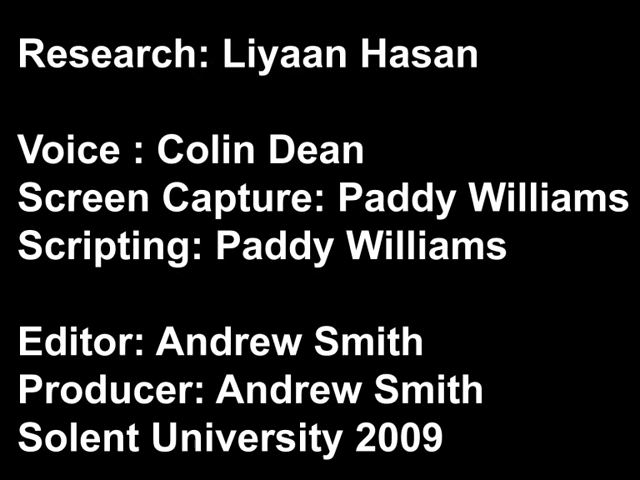 Research: Liyaan Hasan
Voice : Colin Dean
Screen Capture: Paddy Williams
Scripting: Paddy Williams
Editor: Andrew Smith
Producer: Andrew Smith
Solent University 2009